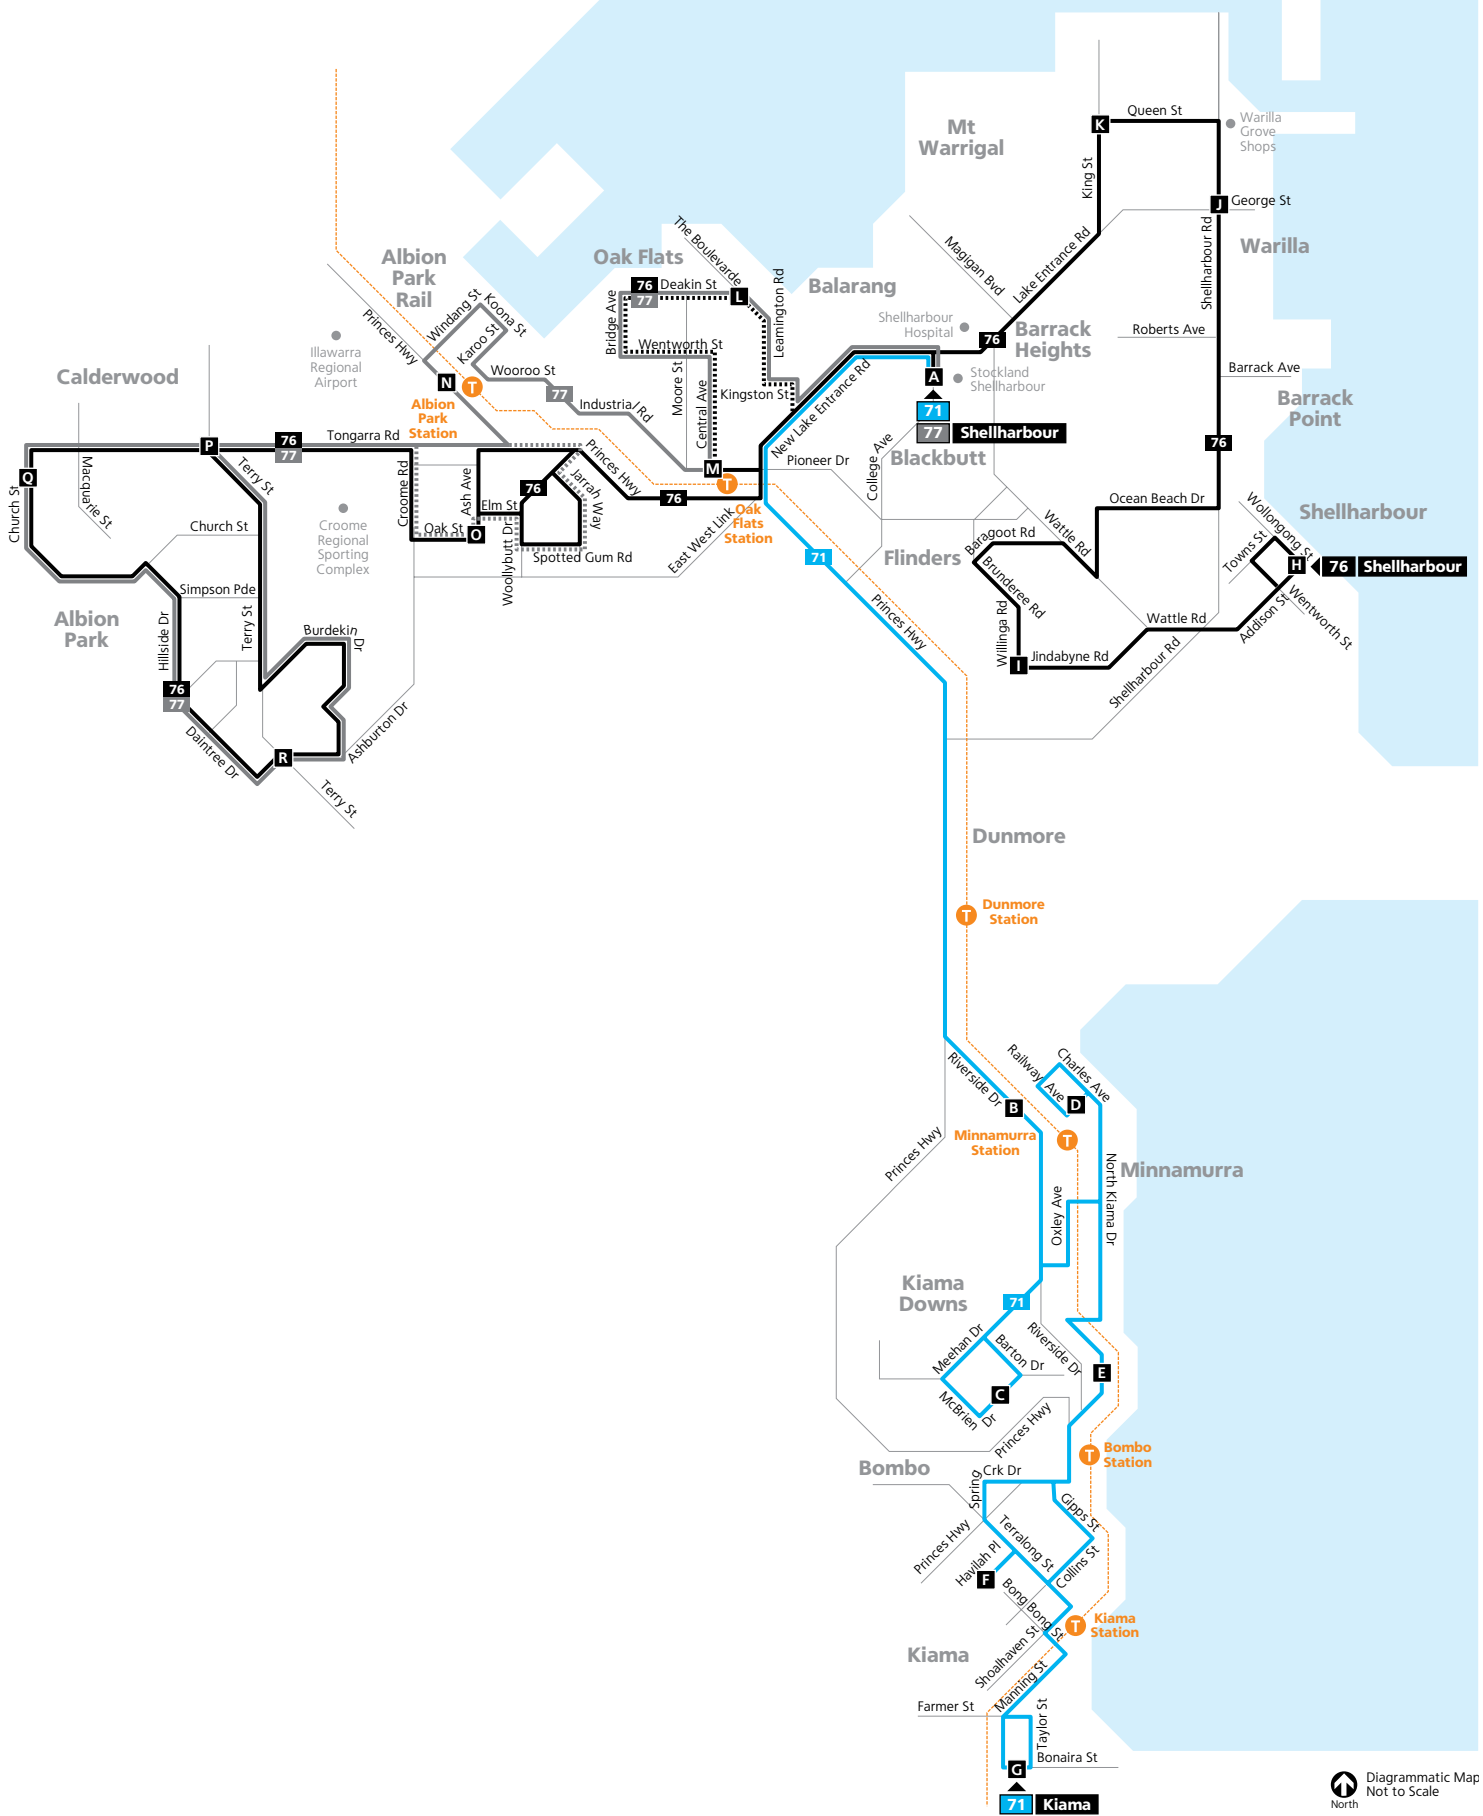 Queen St
K
Warilla
Grove
Shops
Mt
Warrigal
King St
J
George St
Shellharbour Rd
Warilla
Lake Entrance Rd
Magigan Bvd
The Boulevarde
Oak Flats
Albion
Park
Rail
76
Deakin St
77
L
Leamington Rd
Balarang
Bridge Ave
Windang St
Koona St
Karoo St
Princes Hwy
Illawarra
Regional
Airport
Shellharbour
Hospital
76
Barrack
Heights
Roberts Ave
Wentworth St
Moore St
Central Ave
Kingston St
Wooroo St
77
Industrial Rd
New Lake Entrance Rd
A
Stockland
Shellharbour
71
77
Shellharbour
Barrack Ave
Barrack
Point
Calderwood
N
T
Albion
Park
Station
P
76
77
Tongarra Rd
Q
Church St
Macquarie St
Terry St
Church St
Croome
Regional
Sporting
Complex
Croome Rd
Ash Ave
Elm St
76
Oak St
O
Woollybutt Dr
Jarrah Way
Spotted Gum Rd
Princes Hwy
76
M
T
Oak
Flats
Station
East West Link
Pioneer Dr
College Ave
Blackbutt
76
Ocean Beach Dr
Wattle Rd
Baragoot Rd
Flinders
Brunderee Rd
Willinga Rd
I
Jindabyne Rd
Wattle Rd
Shellharbour Rd
Shellharbour
Wollongong St
Towns St
H
76
Shellharbour
Addison St
Wentworth St
71
Princes Hwy
Simpson Pde
Albion
Park
Hillside Dr
Terry St
Burdekin
Dr
76
77
Daintree Dr
R
Ashburton Dr
Terry St
Dunmore
T
Dunmore
Station
Riverside Dr
B
Railway
Ave
Charles Ave
D
Minnamurra
Station
T
Princes Hwy
Minnamurra
North Kiama Dr
Oxley Ave
Kiama
Downs
71
Meehan Dr
Barton Dr
Riverside Dr
E
C
McBrien
Dr
Princes Hwy
T
Bombo
Station
Bombo
Spring
Crk Dr
Gipps St
Princes Hwy
Terralong St
Collins St
Havilah Pl
F
Bong Bong St
T
Kiama
Station
Shoalhaven St
Kiama
Manning St
Farmer St
Taylor St
Bonaira St
G
71
Kiama
North
Diagrammatic Map
Not to Scale